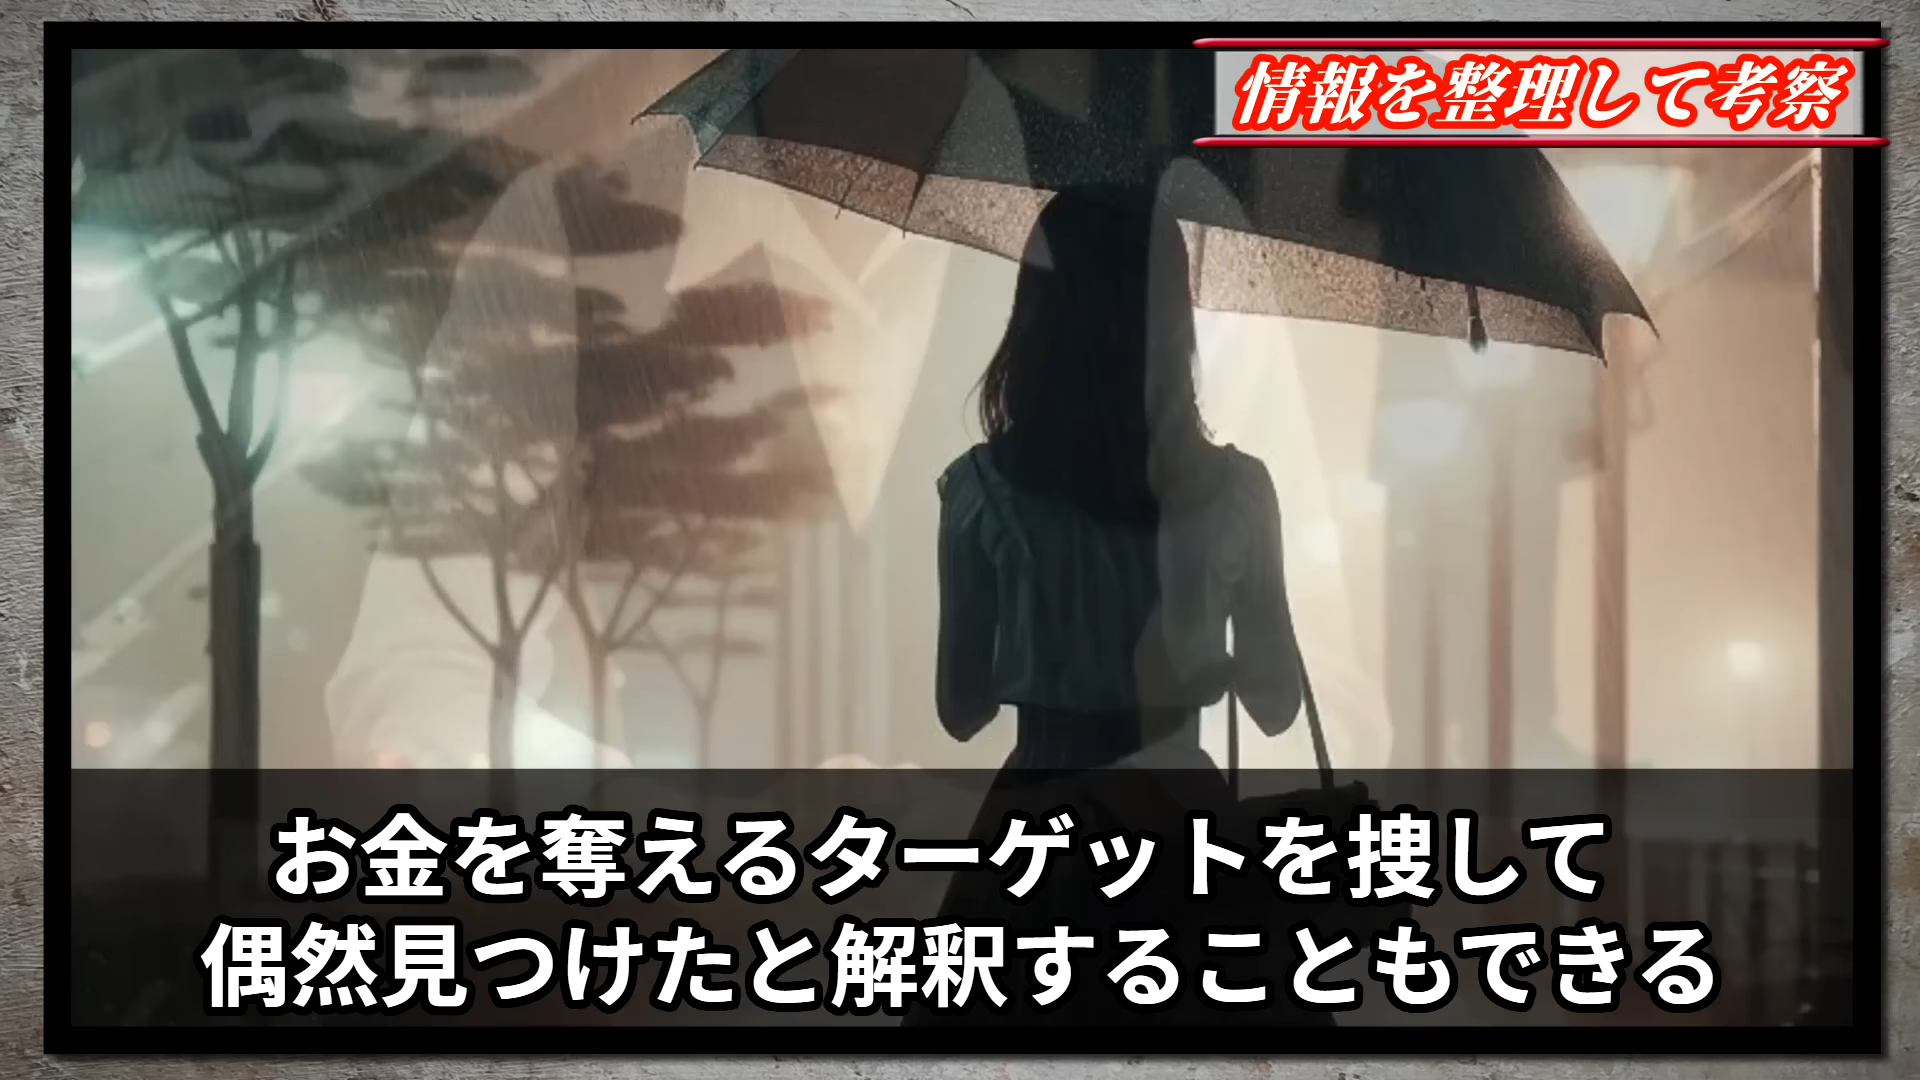 情報を整理して考察
お金を奪えるターゲットを捜して
偶然見つけたと解釈することもできる